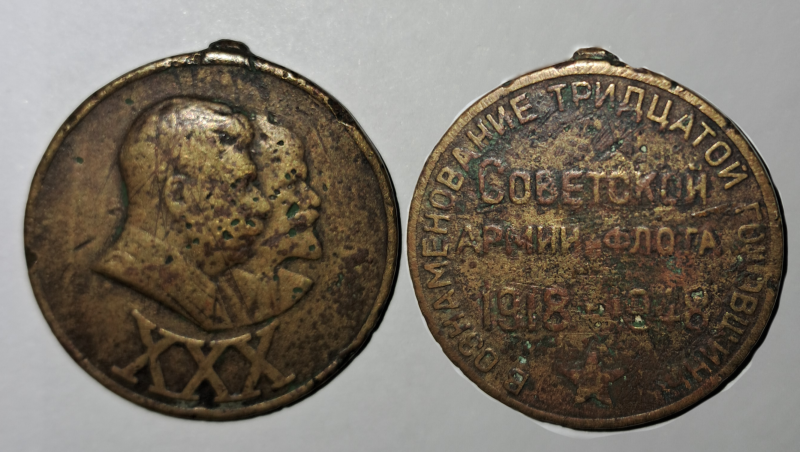 XXX
В ОЗНАМЕНОВАНИЕ ТРИДЦАТОЙ ГОДОВЩИНЫ
СОВЕТСКОЙ
АРМИИ И ФЛОТА
1918-1948